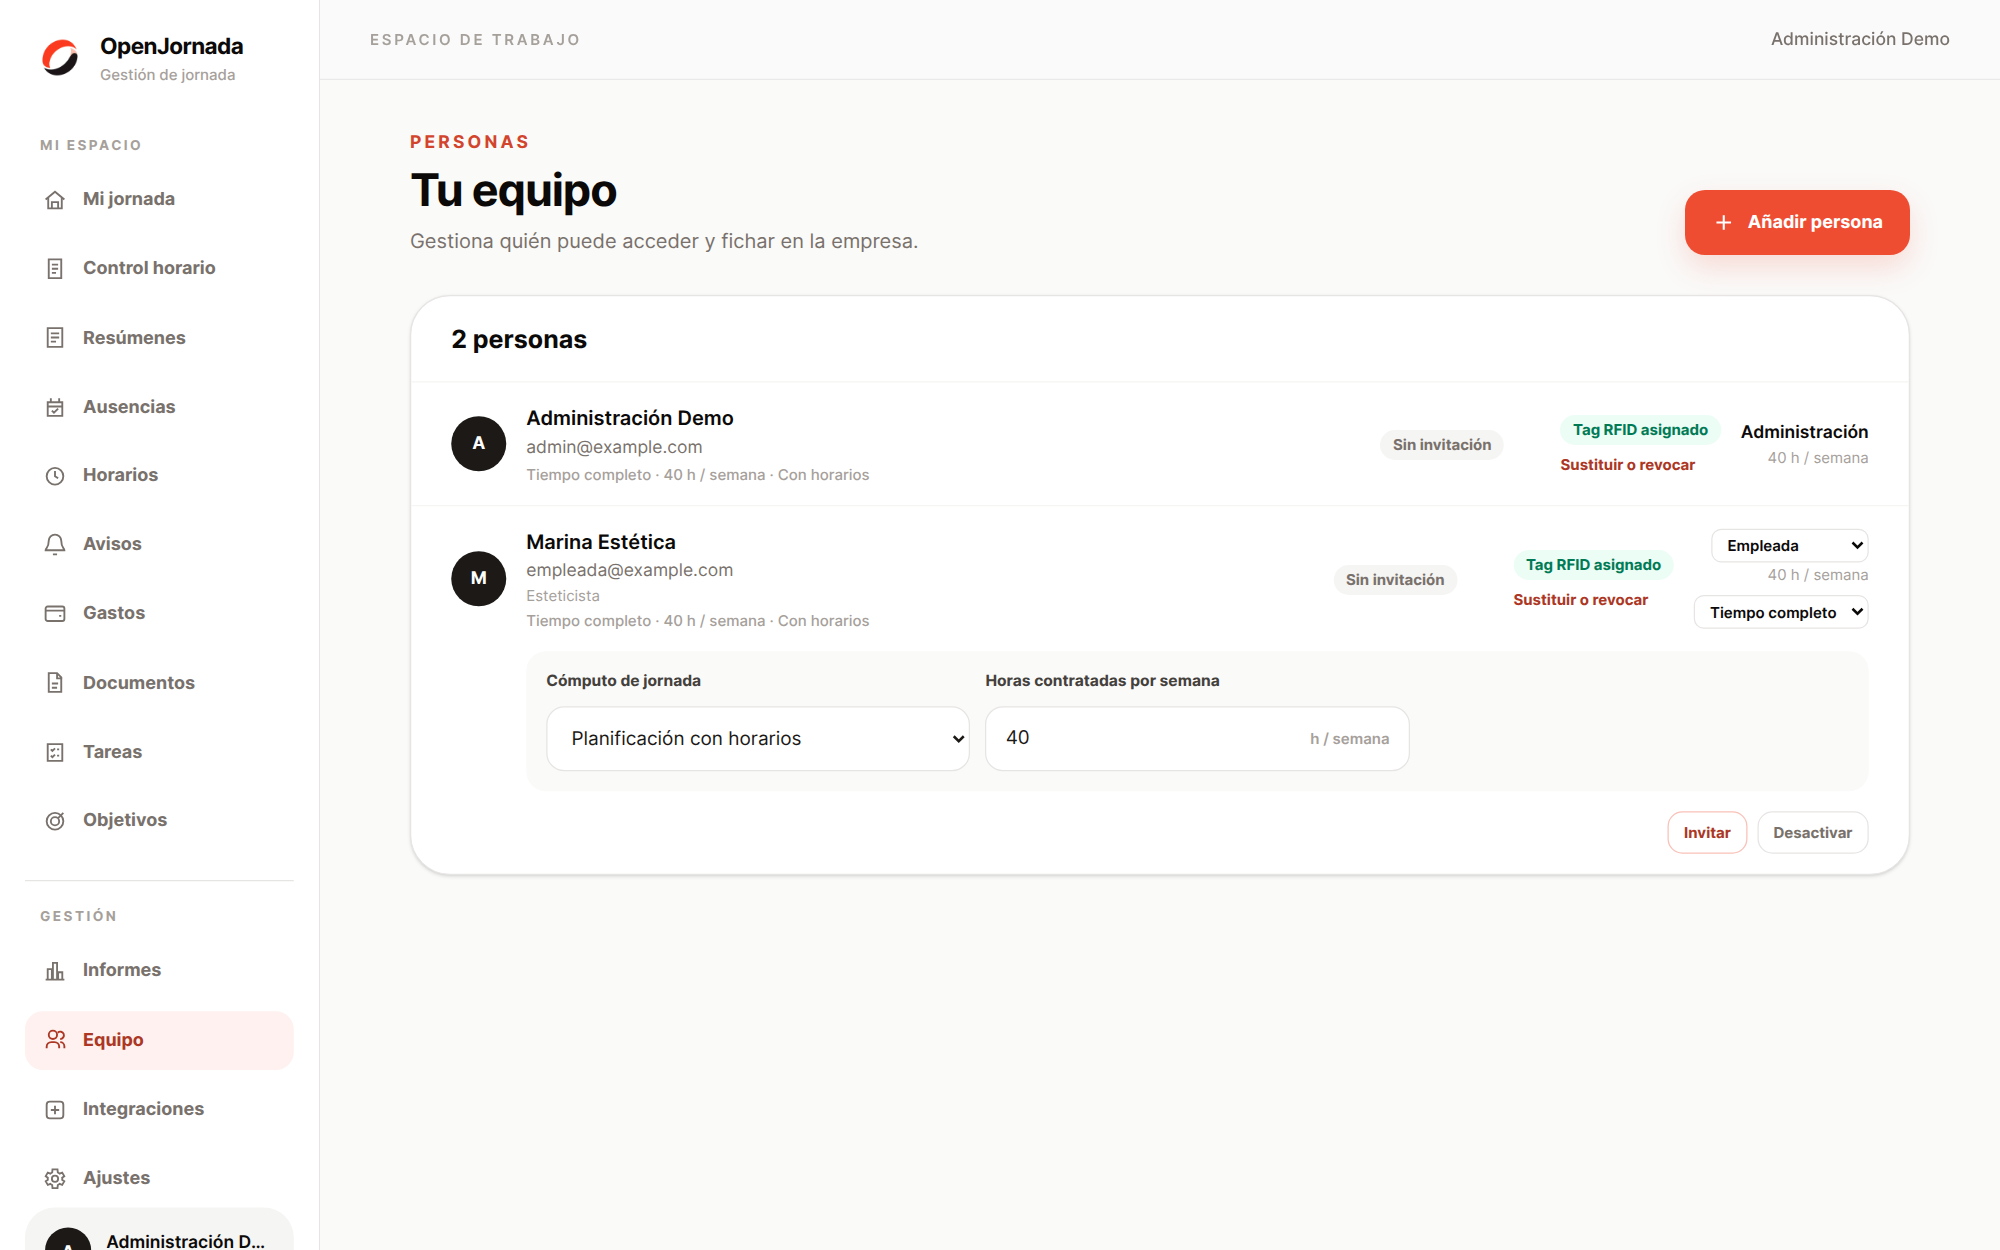 OpenJornada
Gestión de jornada
MI ESPACIO
Mi jornada
Control horario
Resúmenes
Ausencias
Horarios
Avisos
Gastos
Documentos
Tareas
Objetivos
GESTIÓN
Informes
Equipo
Integraciones
Ajustes
Administración D...
ESPACIO DE TRABAJO
Administración Demo
PERSONAS
Tu equipo
Gestiona quién puede acceder y fichar en la empresa.
+ Añadir persona
2 personas
A
Administración Demo
admin@example.com
Tiempo completo · 40 h / semana · Con horarios
Sin invitación
Tag RFID asignado
Sustituir o revocar
Administración
40 h / semana
M
Marina Estética
empleada@example.com
Esteticista
Tiempo completo · 40 h / semana · Con horarios
Sin invitación
Tag RFID asignado
Sustituir o revocar
Empleada
40 h / semana
Tiempo completo
Cómputo de jornada
Planificación con horarios
Horas contratadas por semana
40 h / semana
Invitar
Desactivar